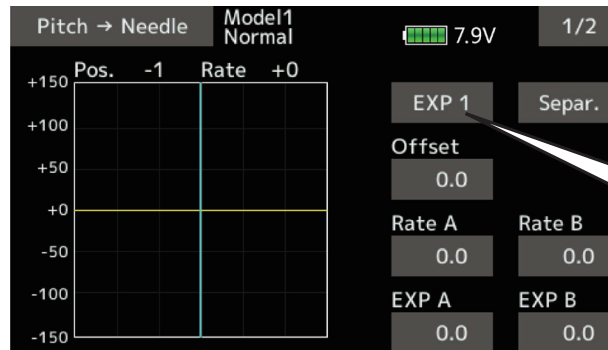 Pitch → Needle
Model1
Normal
7.9V
1/2
Pos. -1 Rate +0
+150
+100
+50
+0
-50
-100
-150
EXP 1
Separ.
Offset
0.0
Rate A
Rate B
0.0
0.0
EXP A
EXP B
0.0
0.0